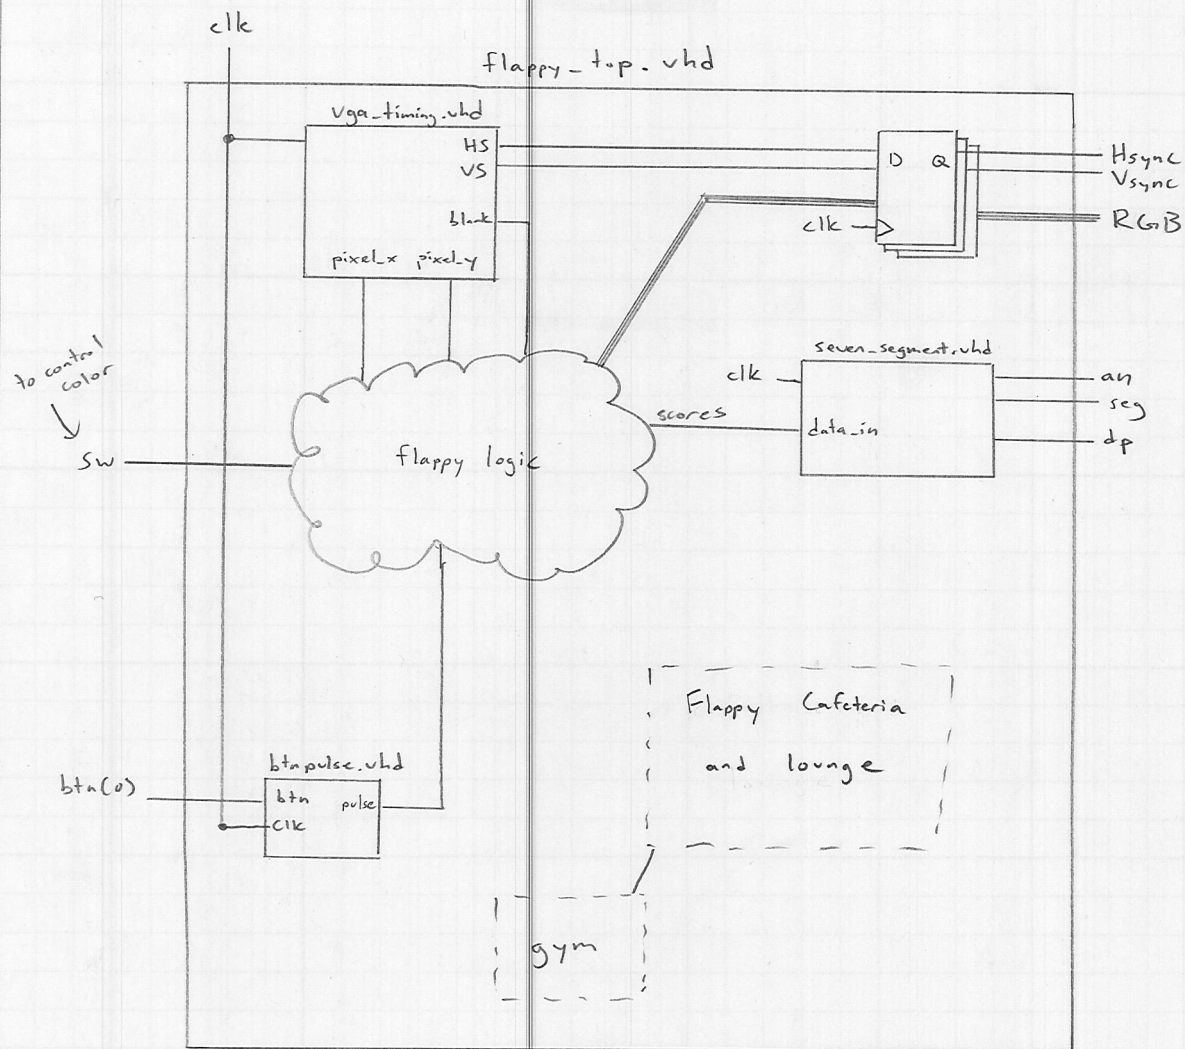 clk
flappy_top.vhd
vga_timing.vhd
HS
VS
blank
pixel_x pixel_y
D Q
clk
Hsync
Vsync
RGB
to control
color
sw
flappy logic
scores
seven_segment.vhd
clk
data_in
an
seg
dp
Flappy Cafeteria
and lounge
btnpulse.vhd
btn(0)
btn pulse
clk
gym